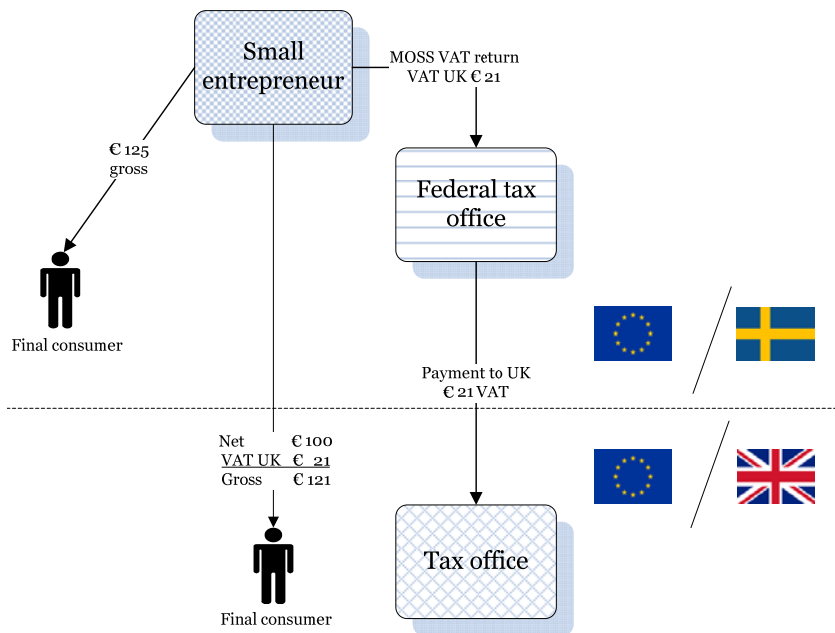 Small
entrepreneur
MOSS VAT return
VAT UK € 21
€ 125
gross
Federal tax
office
Final consumer
Payment to UK
€ 21 VAT
Net € 100
VAT UK € 21
Gross € 121
Tax office
Final consumer